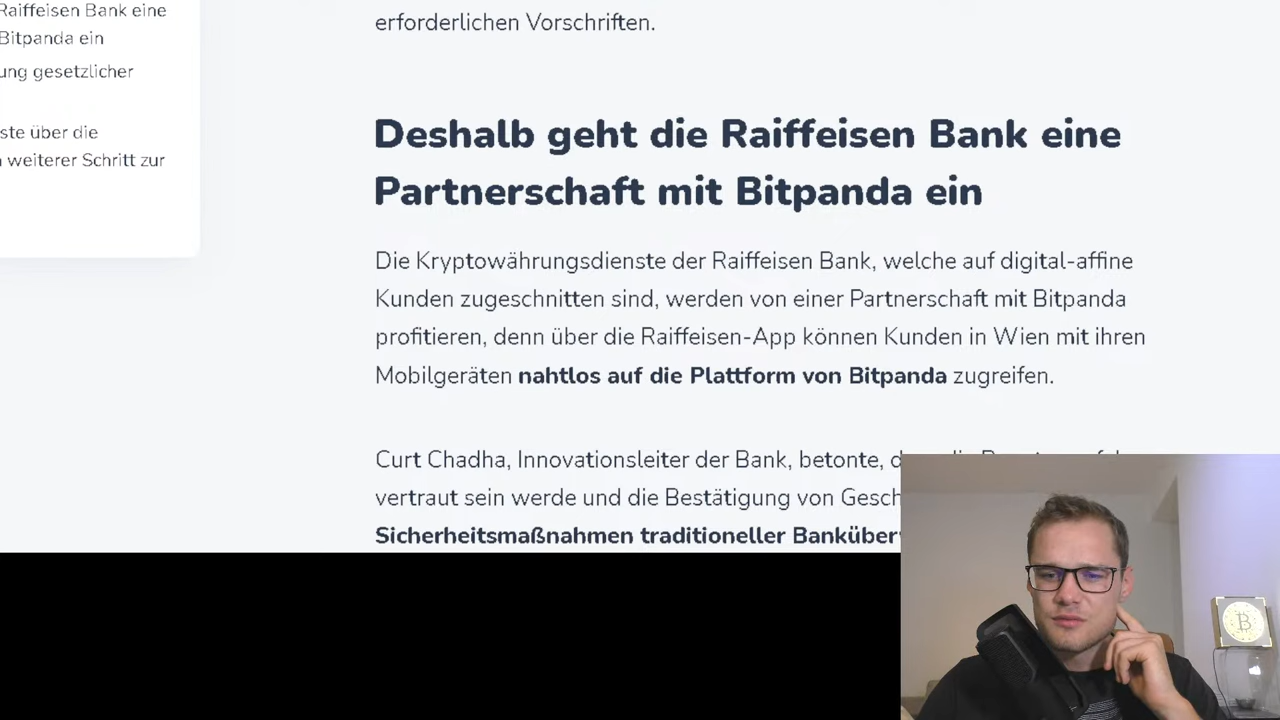 Raiffeisen Bank eine
Bitpanda ein
ung gesetzlicher
ste über die
weiterer Schritt zur
erforderlichen Vorschriften.
Deshalb geht die Raiffeisen Bank eine
Partnerschaft mit Bitpanda ein
Die Kryptowährungsdienste der Raiffeisen Bank, welche auf digital-affine
Kunden zugeschnitten sind, werden von einer Partnerschaft mit Bitpanda
profitieren, denn über die Raiffeisen-App können Kunden in Wien mit ihren
Mobilgeräten nahtlos auf die Plattform von Bitpanda zugreifen.
Curt Chadha, Innovationsleiter der Bank, betonte,
vertraut sein werde und die Bestätigung von Gesch
Sicherheitsmaßnahmen traditioneller Banküber